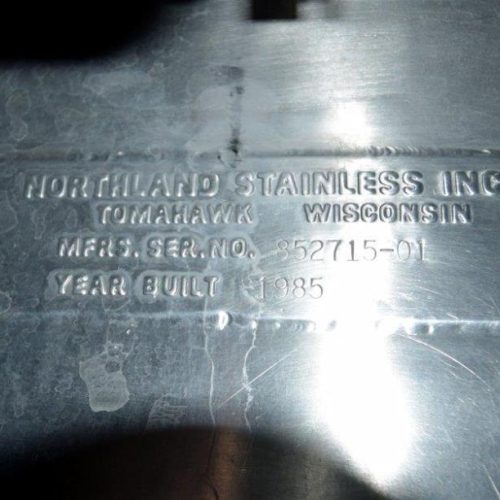 NORTHLAND STAINLESS INC
TOMAHAWK WISCONSIN
MFRS. SER. NO. 852715-01
YEAR BUILT 1985